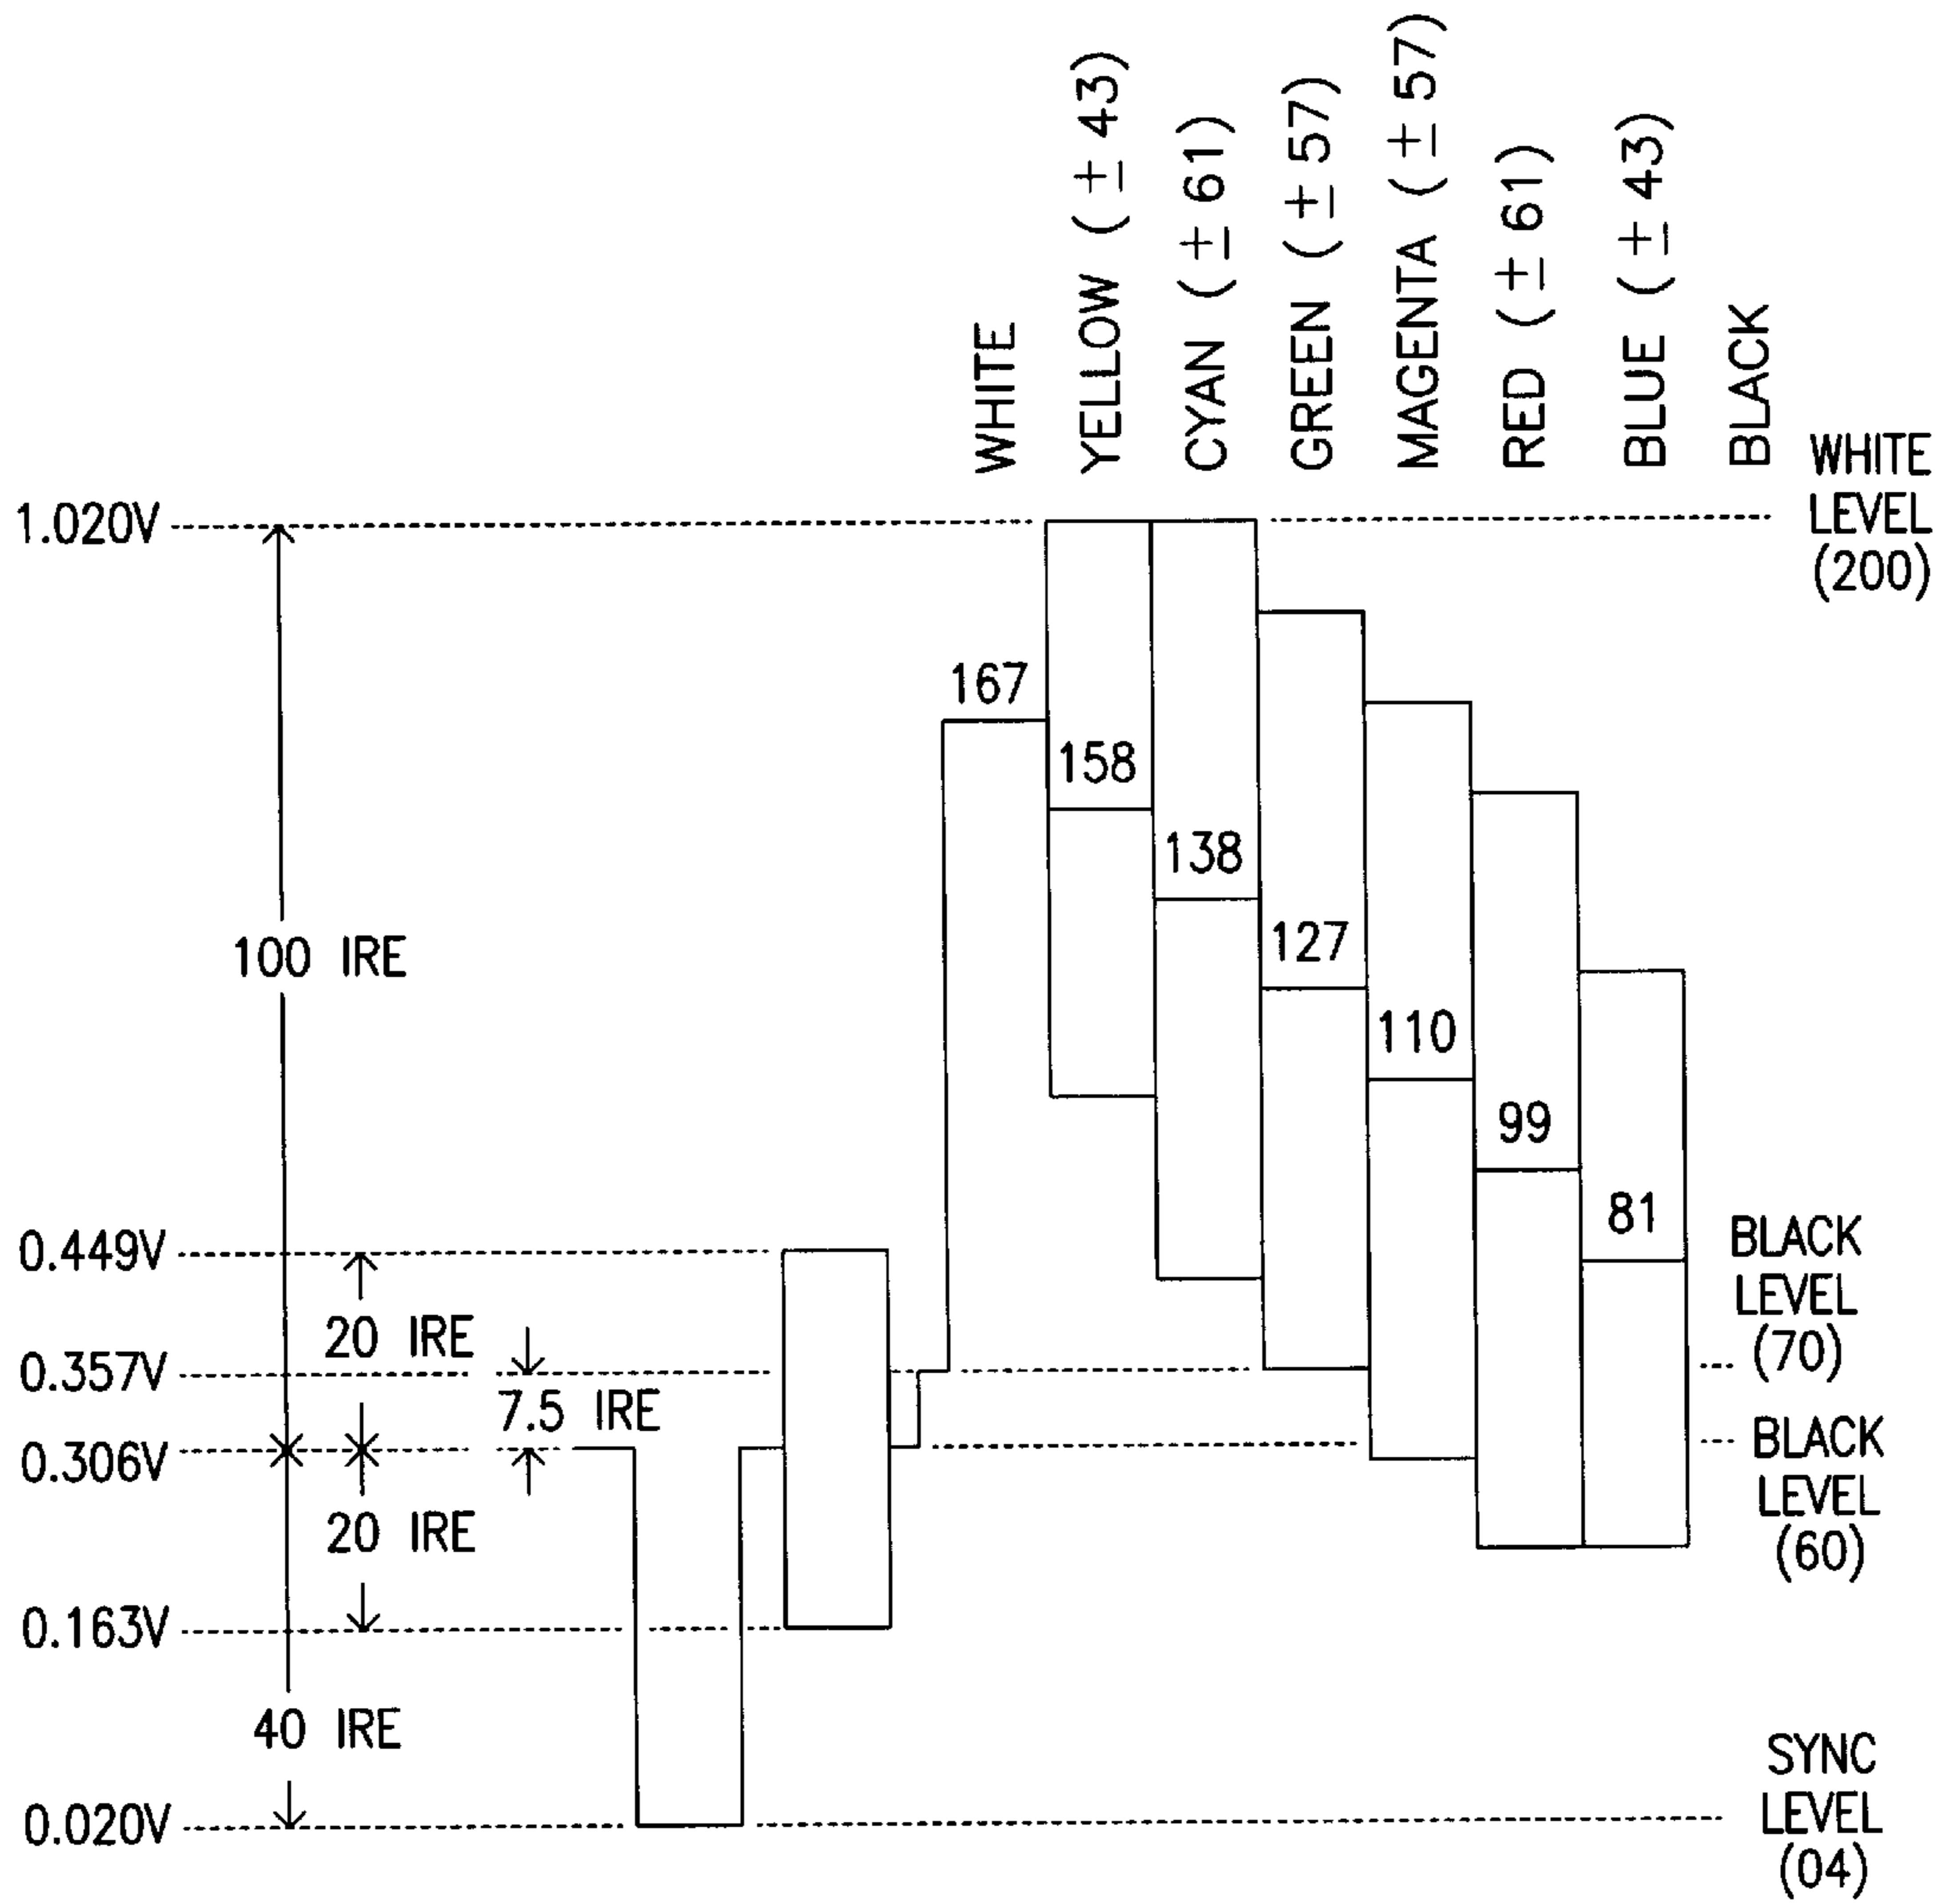 WHITE
YELLOW (± 43)
CYAN (± 61)
GREEN (± 57)
MAGENTA (± 57)
RED (± 61)
BLUE (± 43)
BLACK
WHITE
LEVEL
(200)
1.020V
167
158
138
127
110
99
81
100 IRE
0.449V
20 IRE
0.357V
7.5 IRE
0.306V
20 IRE
0.163V
40 IRE
0.020V
BLACK
LEVEL
(70)
BLACK
LEVEL
(60)
SYNC
LEVEL
(04)